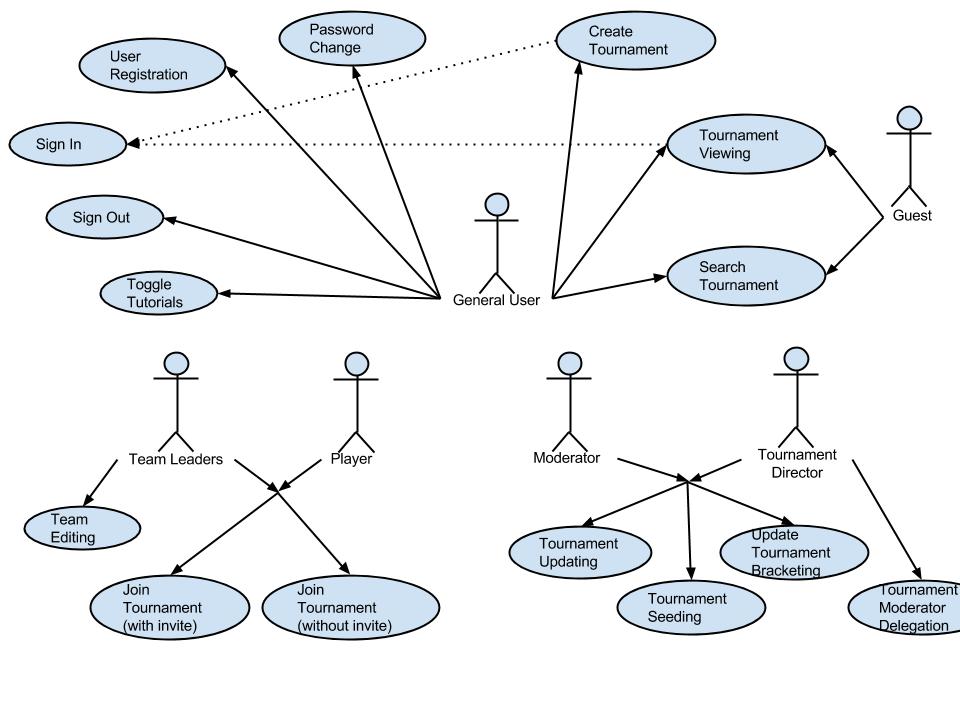 Password
Change
Create
Tournament
User
Registration
Sign In
Tournament
Viewing
Guest
Sign Out
Search
Tournament
Toggle
Tutorials
General User
Team Leaders
Player
Moderator
Tournament
Director
Team
Editing
Tournament
Updating
Update
Tournament
Bracketing
Join
Tournament
(with invite)
Join
Tournament
(without invite)
Tournament
Seeding
Tournament
Moderator
Delegation